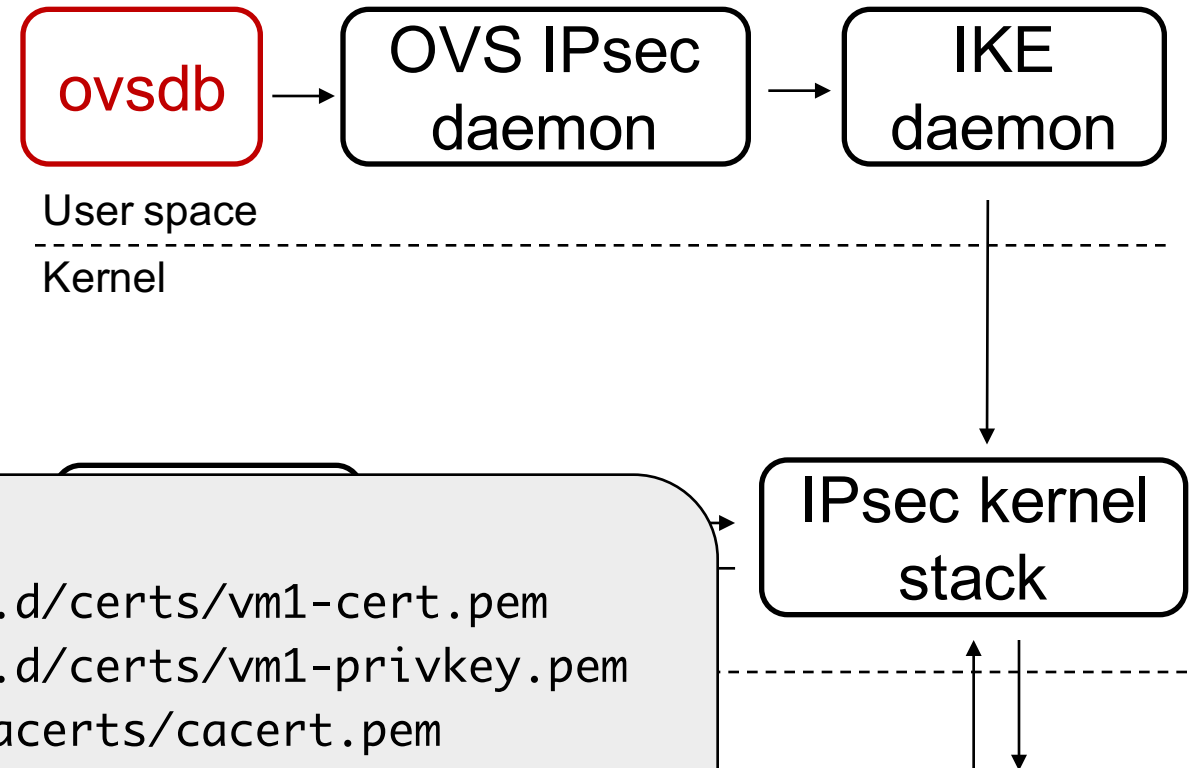 ovsdb
OVS IPsec
daemon
IKE
daemon
User space
Kernel
IPsec kernel
stack
.d/certs/vm1-cert.pem
.d/certs/vm1-privkey.pem
acerts/cacert.pem